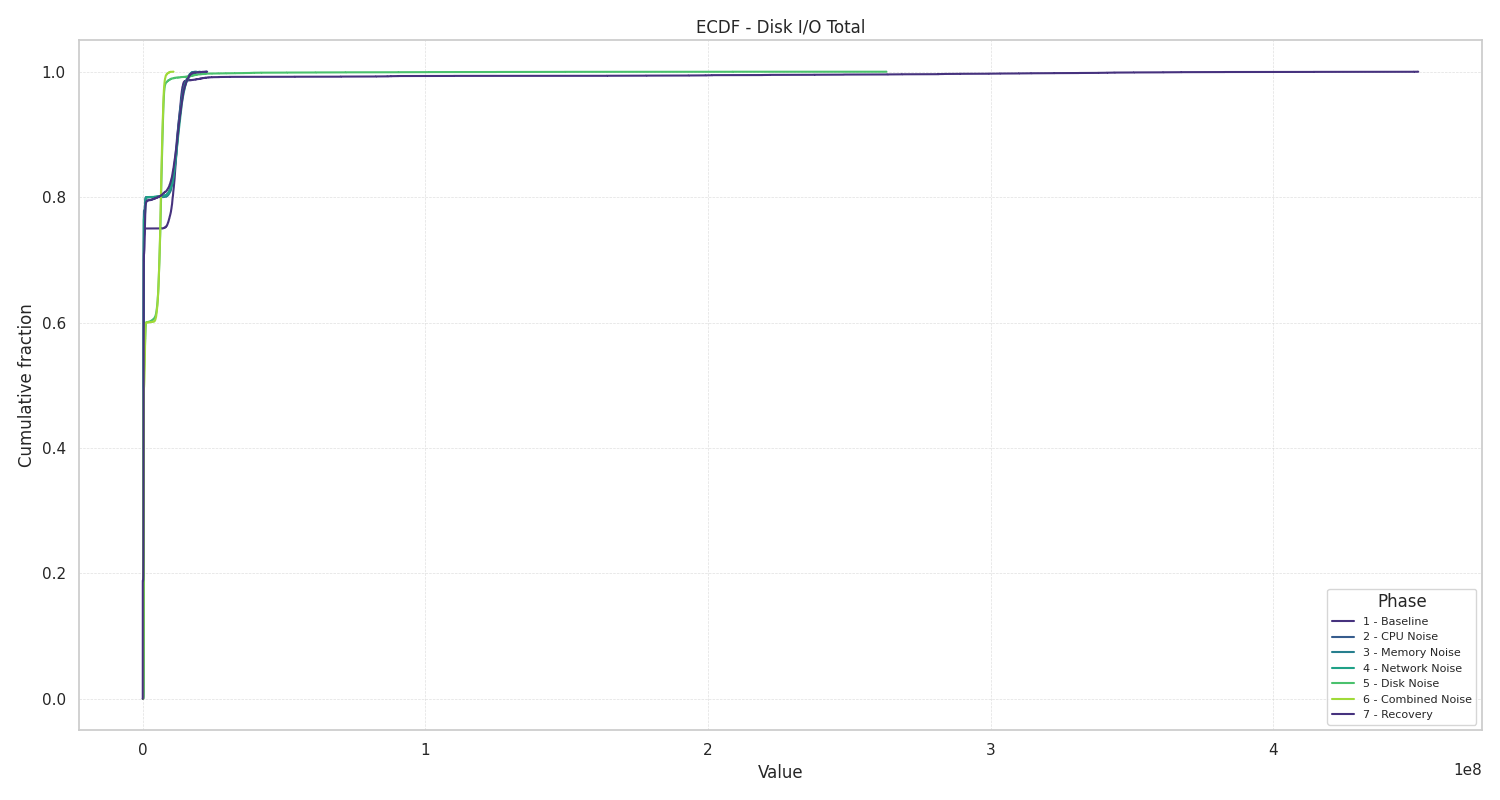 ECDF - Disk I/O Total
Cumulative fraction
1.0
0.8
0.6
0.4
0.2
0.0
0
1
2
3
4
1e8
Value
Phase
1 - Baseline
2 - CPU Noise
3 - Memory Noise
4 - Network Noise
5 - Disk Noise
6 - Combined Noise
7 - Recovery